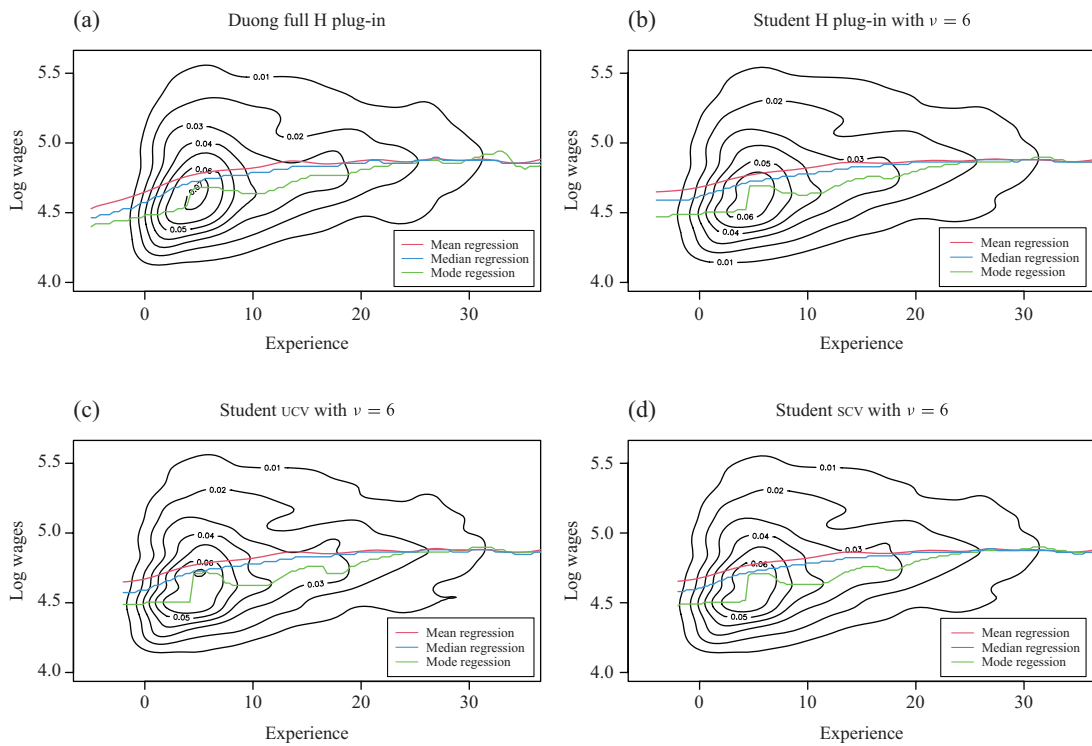 (a) Duong full H plug-in
5.5
5.0
4.5
4.0
Log wages
0.01
0.02
0.03
0.04
0.06
0.05
Mean regression
Median regression
Mode regession
0 10 20 30
Experience
(b) Student H plug-in with ν = 6
5.5
5.0
4.5
4.0
Log wages
0.01
0.02
0.05
0.03
0.06
0.04
0.01
Mean regression
Median regression
Mode regession
0 10 20 30
Experience
(c) Student UCV with ν = 6
5.5
5.0
4.5
4.0
Log wages
0.01
0.02
0.04
0.06
0.03
0.05
Mean regression
Median regression
Mode regession
0 10 20 30
Experience
(d) Student SCV with ν = 6
5.5
5.0
4.5
4.0
Log wages
0.01
0.02
0.04
0.03
0.06
0.05
Mean regression
Median regression
Mode regession
0 10 20 30
Experience